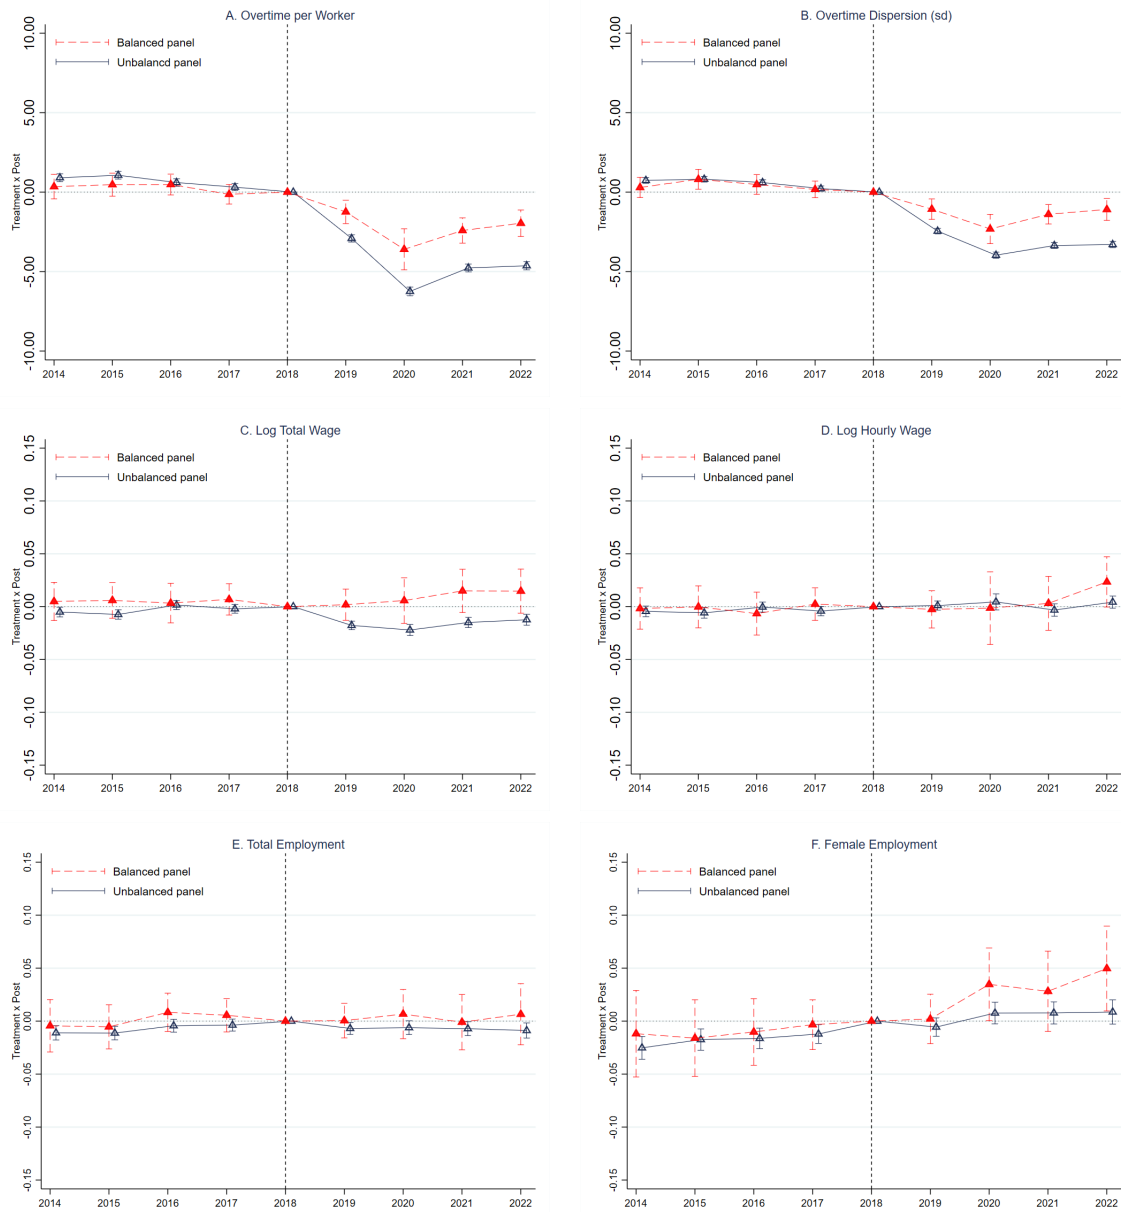 A. Overtime per Worker
Balanced panel
Unbalancd panel
Treatment x Post
10.00
5.00
0.00
-5.00
-10.00
2014 2015 2016 2017 2018 2019 2020 2021 2022
B. Overtime Dispersion (sd)
Balanced panel
Unbalancd panel
Treatment x Post
10.00
5.00
0.00
-5.00
-10.00
2014 2015 2016 2017 2018 2019 2020 2021 2022
C. Log Total Wage
Balanced panel
Unbalanced panel
Treatment x Post
0.15
0.10
0.05
0.00
-0.05
-0.10
-0.15
2014 2015 2016 2017 2018 2019 2020 2021 2022
D. Log Hourly Wage
Balanced panel
Unbalanced panel
Treatment x Post
0.15
0.10
0.05
0.00
-0.05
-0.10
-0.15
2014 2015 2016 2017 2018 2019 2020 2021 2022
E. Total Employment
Balanced panel
Unbalanced panel
Treatment x Post
0.15
0.10
0.05
0.00
-0.05
-0.10
-0.15
2014 2015 2016 2017 2018 2019 2020 2021 2022
F. Female Employment
Balanced panel
Unbalanced panel
Treatment x Post
0.15
0.10
0.05
0.00
-0.05
-0.10
-0.15
2014 2015 2016 2017 2018 2019 2020 2021 2022